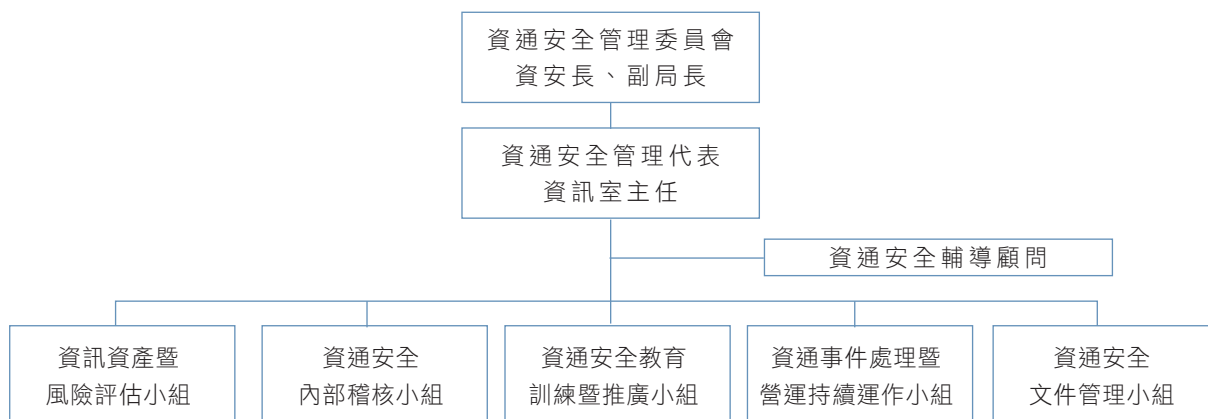 資通安全管理委員會
資安長、副局長
資通安全管理代表
資訊室主任
資通安全輔導顧問
資訊資產暨
風險評估小組
資通安全
內部稽核小組
資通安全教育
訓練暨推廣小組
資通事件處理暨
營運持續運作小組
資通安全
文件管理小組